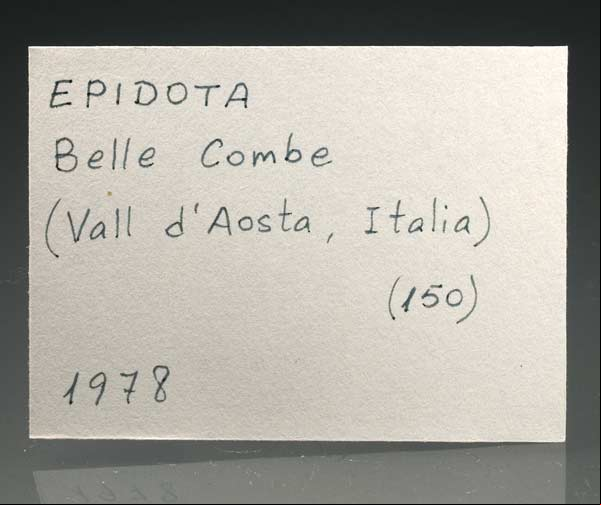 EPIDOTA
Belle Combe
(Vall d'Aosta, Italia)
(150)
1978